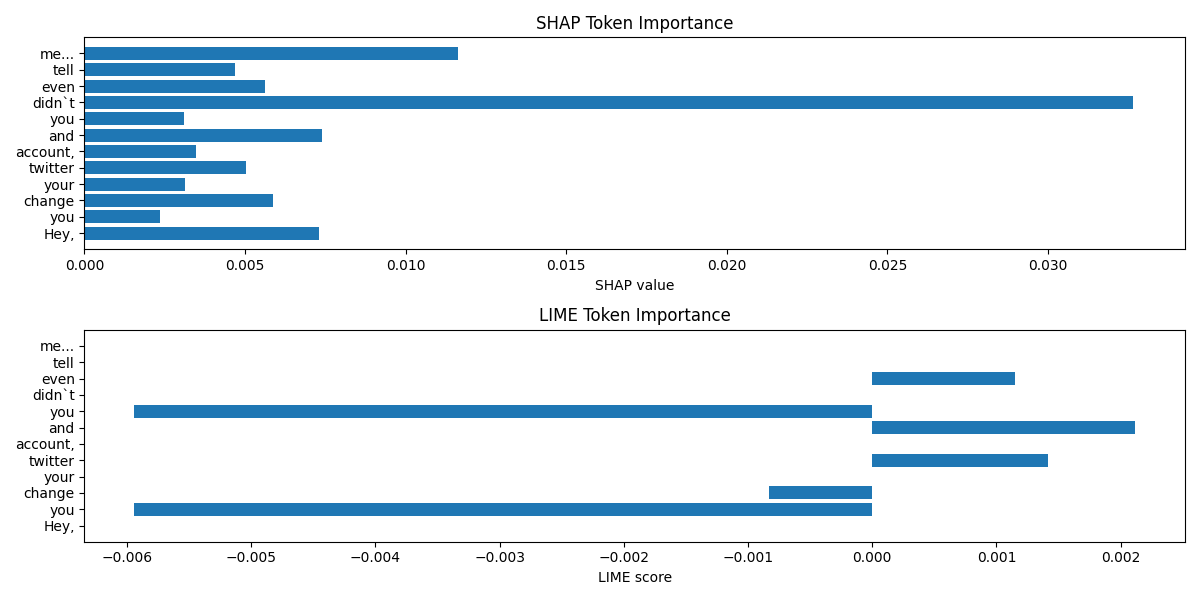 SHAP Token Importance
me...
tell
even
didn`t
you
and
account,
twitter
your
change
you
Hey,
0.000 0.005 0.010 0.015 0.020 0.025 0.030
SHAP value
LIME Token Importance
me...
tell
even
didn`t
you
and
account,
twitter
your
change
you
Hey,
−0.006 −0.005 −0.004 −0.003 −0.002 −0.001 0.000 0.001 0.002
LIME score